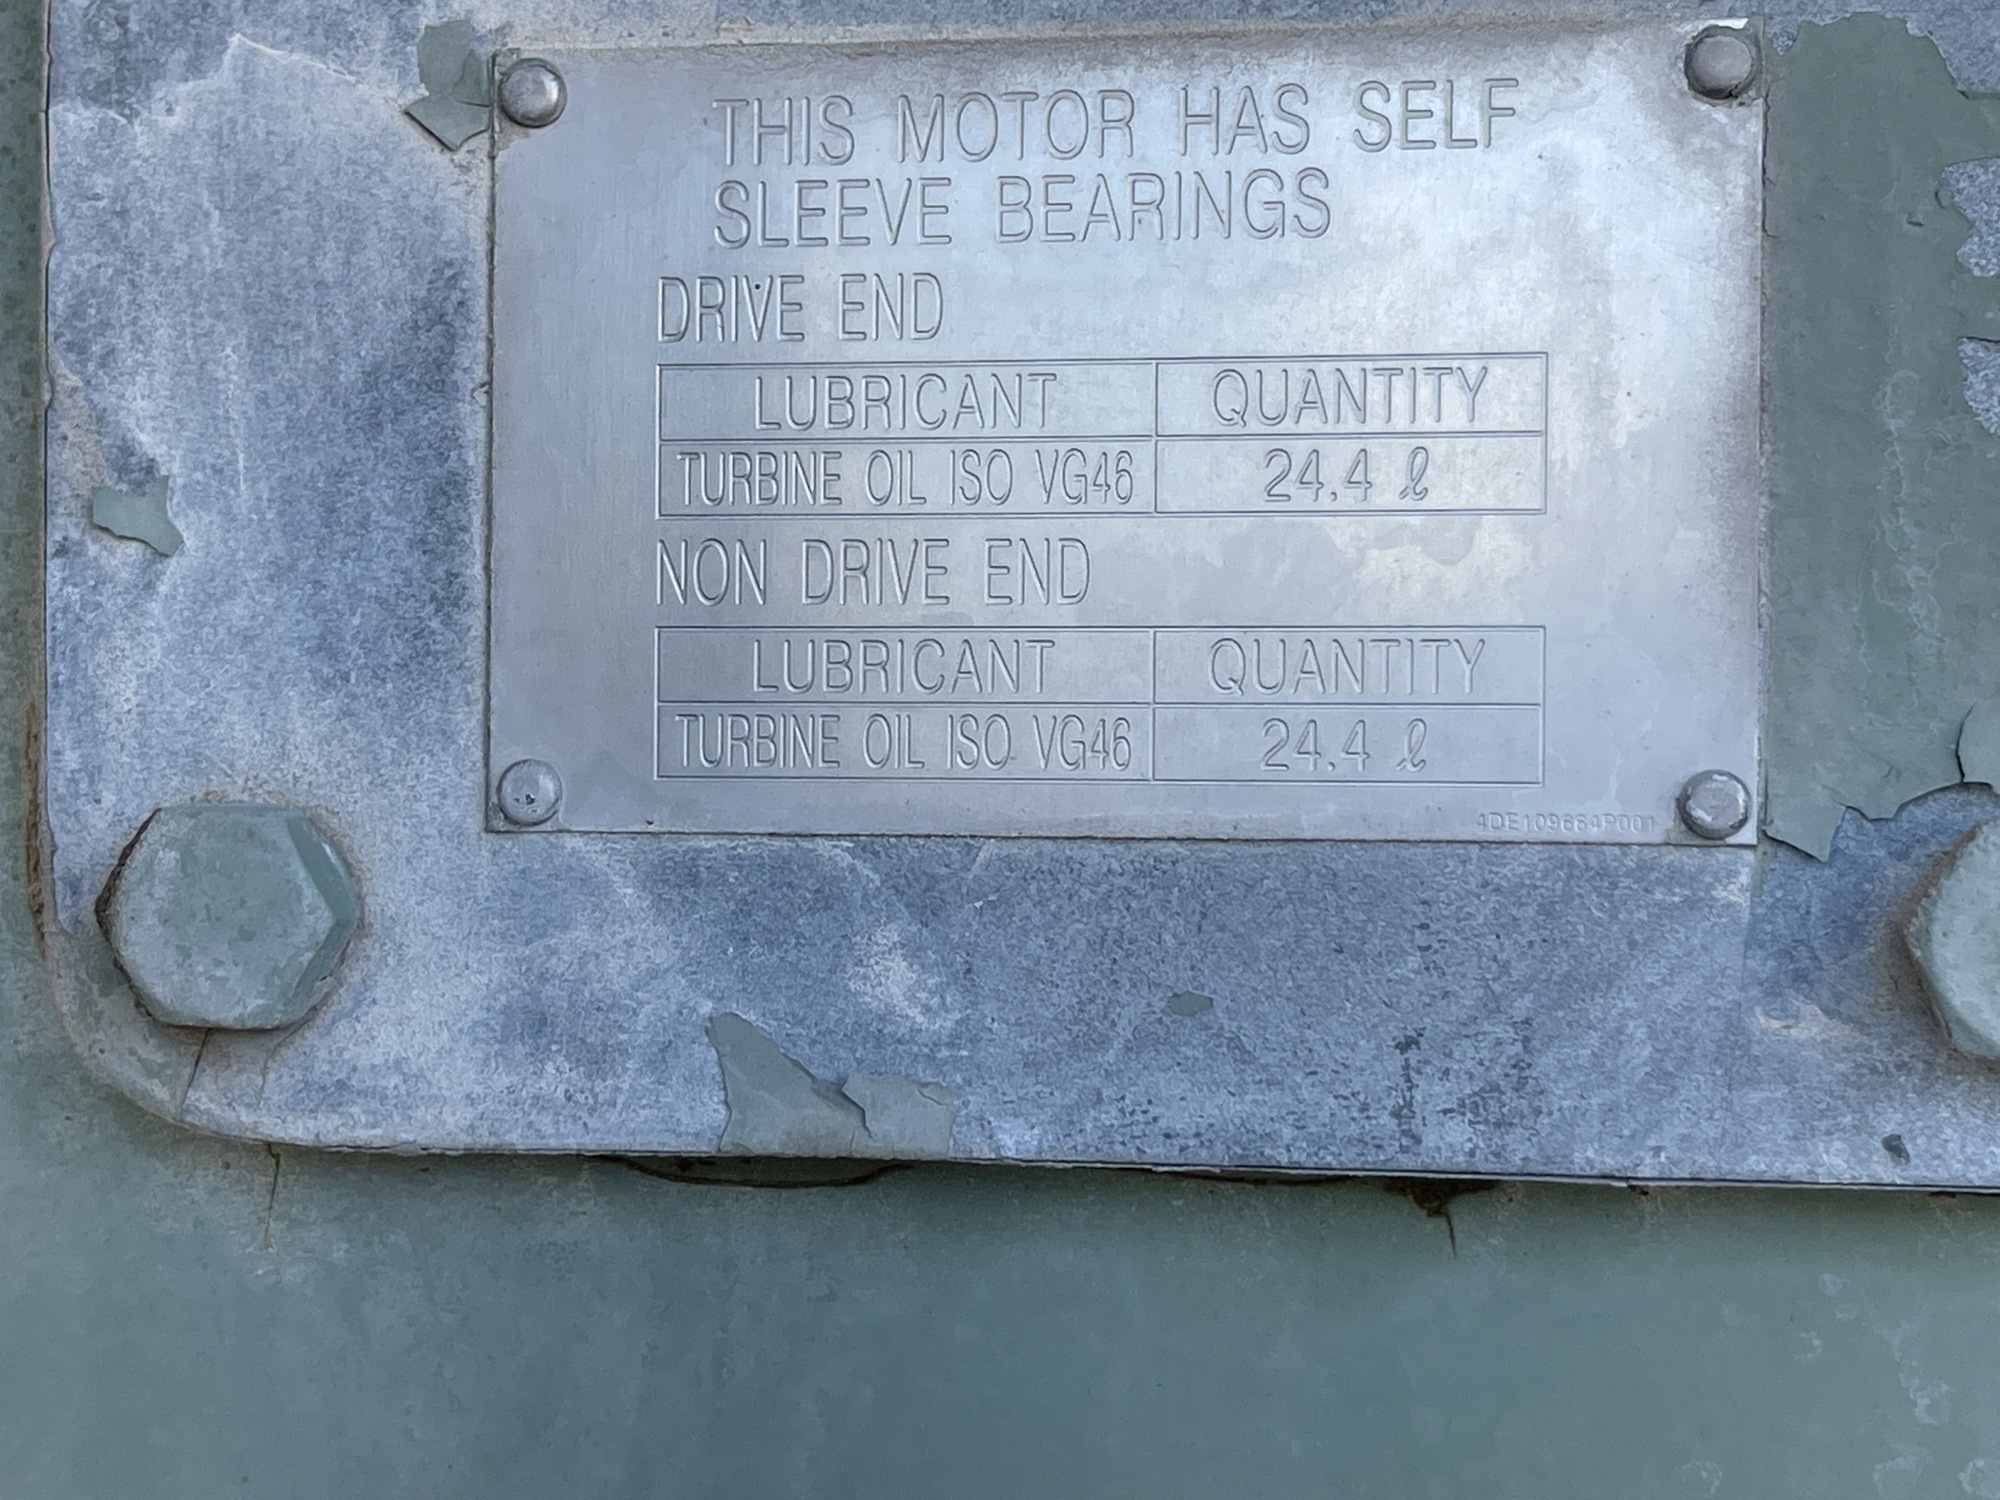 THIS MOTOR HAS SELF
SLEEVE BEARINGS
DRIVE END
LUBRICANT QUANTITY
TURBINE OIL ISO VG46 24.4 ℓ
NON DRIVE END
LUBRICANT QUANTITY
TURBINE OIL ISO VG46 24.4 ℓ
4DE109664P001